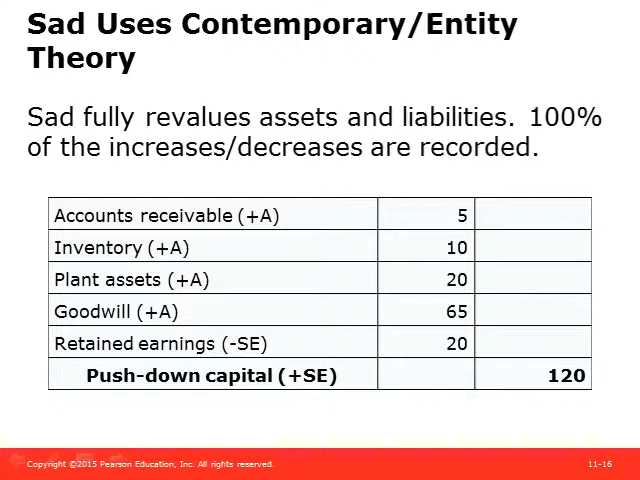 Sad Uses Contemporary/Entity
Theory
Sad fully revalues assets and liabilities. 100%
of the increases/decreases are recorded.
Accounts receivable (+A) 5
Inventory (+A) 10
Plant assets (+A) 20
Goodwill (+A) 65
Retained earnings (-SE) 20
Push-down capital (+SE) 120
Copyright ©2015 Pearson Education, Inc. All rights reserved. 11-16